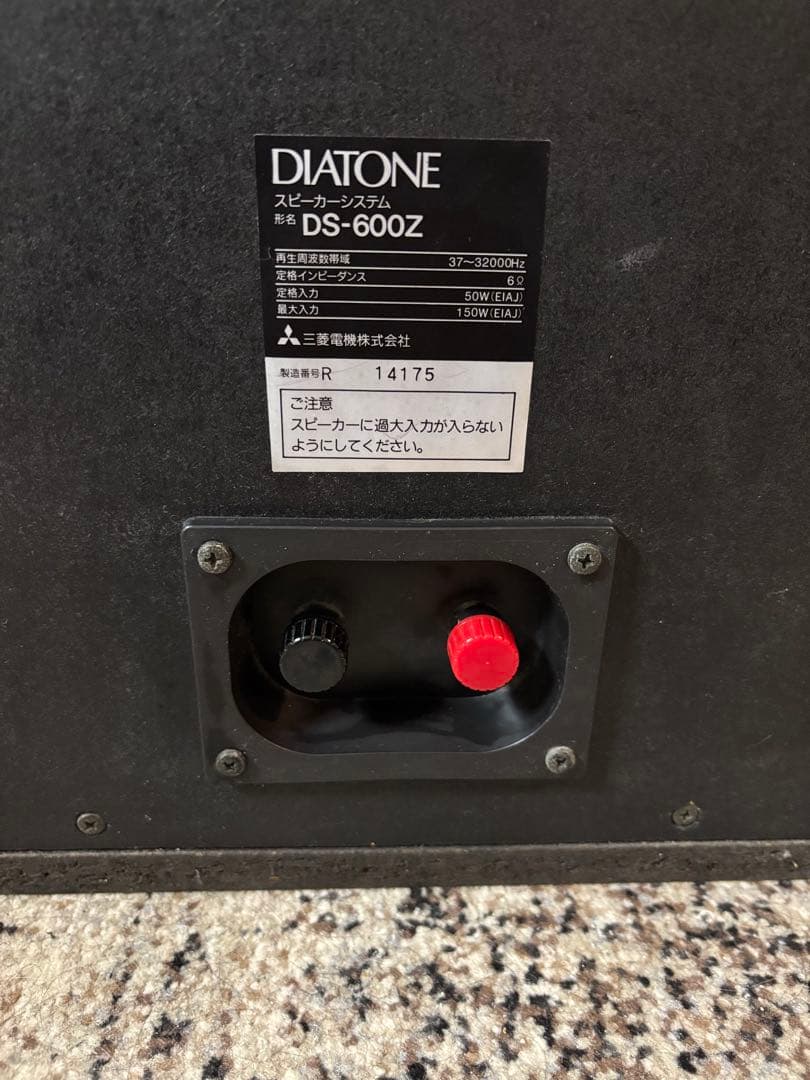 DIATONE
スピーカーシステム
形名 DS-600Z
再生周波数帯域 37〜32000Hz
定格インピーダンス 6Ω
定格入力 50W(EIAJ)
最大入力 150W(EIAJ)
三菱電機株式会社
製造番号 R 14175
ご注意
スピーカーに過大入力が入らない
ようにしてください。